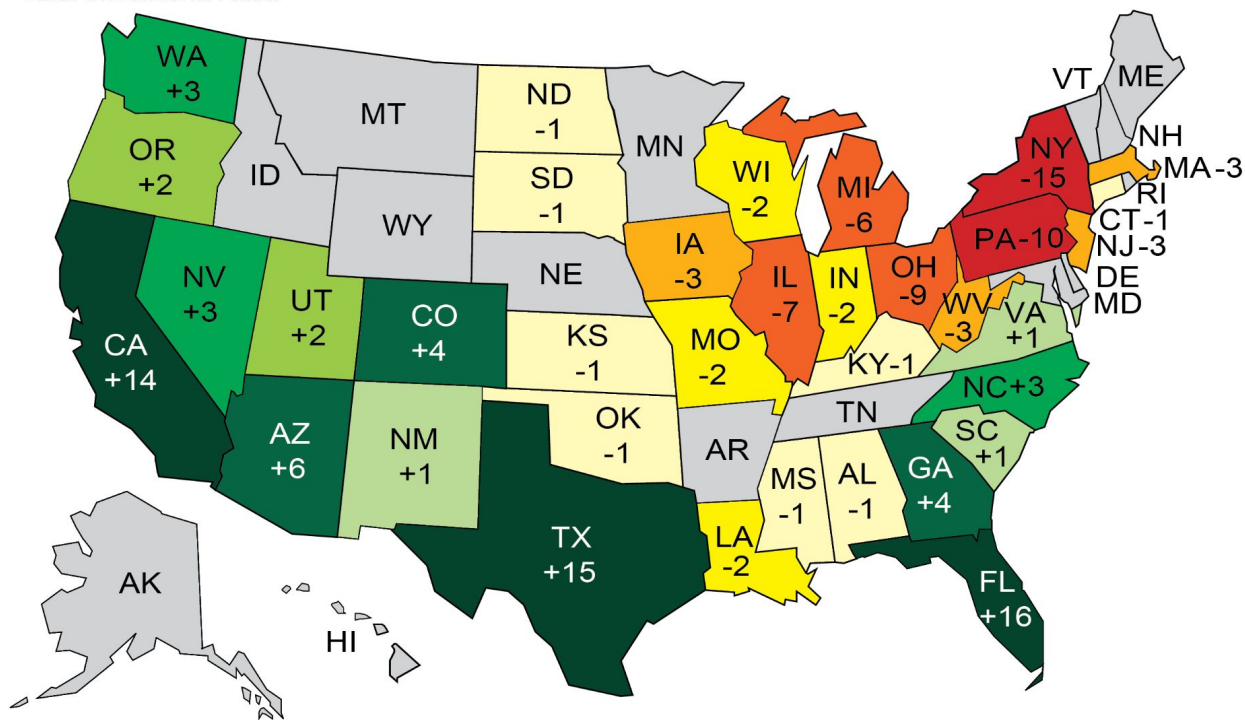 WA
+3
OR
+2
CA
+14
NV
+3
ID
MT
WY
UT
+2
CO
+4
AZ
+6
NM
+1
ND
-1
SD
-1
NE
KS
-1
OK
-1
TX
+15
MN
IA
-3
MO
-2
AR
LA
-2
WI
-2
IL
-7
MI
-6
IN
-2
OH
-9
KY-1
TN
MS
-1
AL
-1
GA
+4
FL
+16
SC
+1
NC+3
VA
+1
WV
-3
PA-10
NY
-15
VT
ME
NH
MA-3
RI
CT-1
NJ-3
DE
MD
AK
HI